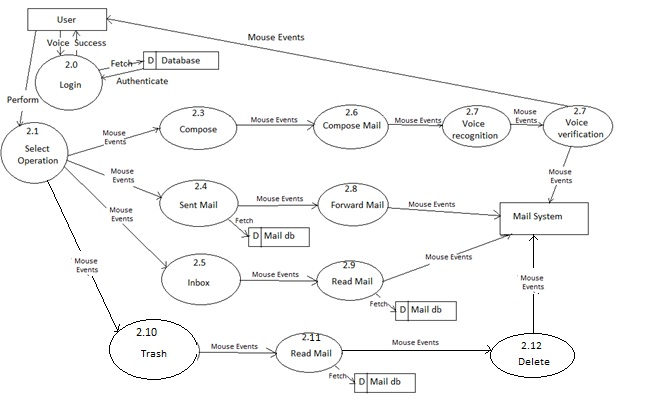 User
Mouse Events
Voice Success
2.0
Login
Fetch
D Database
Authenticate
Perform
2.1
Select
Operation
Mouse
Events
2.3
Compose
Mouse Events
2.6
Compose Mail
Mouse Events
2.7
Voice
recognition
Mouse
Events
2.7
Voice
verification
Mouse
Events
Mouse
Events
2.4
Sent Mail
Mouse Events
2.8
Forward Mail
Mouse Events
Mail System
Fetch
D Mail db
Mouse
Events
2.5
Inbox
Mouse Events
2.9
Read Mail
Mouse Events
Fetch
D Mail db
Mouse
Events
Mouse
Events
2.10
Trash
Mouse Events
2.11
Read Mail
Mouse Events
2.12
Delete
Fetch
D Mail db